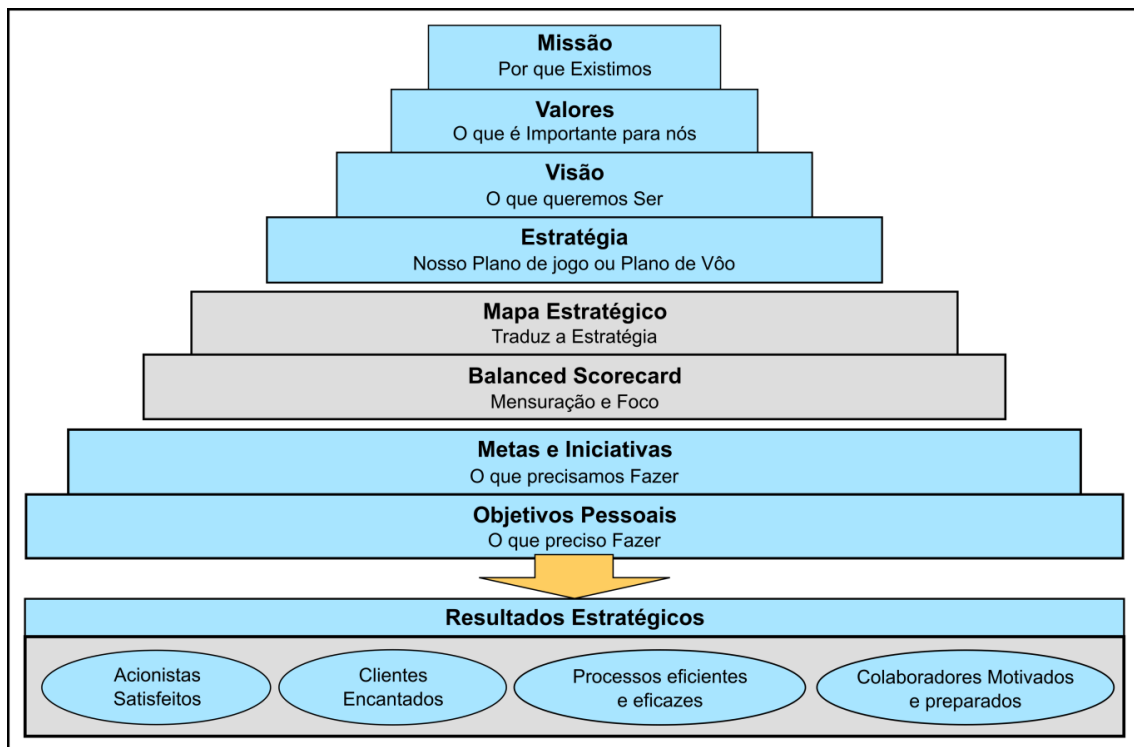 Missão
Por que Existimos
Valores
O que é Importante para nós
Visão
O que queremos Ser
Estratégia
Nosso Plano de jogo ou Plano de Vôo
Mapa Estratégico
Traduz a Estratégia
Balanced Scorecard
Mensuração e Foco
Metas e Iniciativas
O que precisamos Fazer
Objetivos Pessoais
O que preciso Fazer
Resultados Estratégicos
Acionistas
Satisfeitos
Clientes
Encantados
Processos eficientes
e eficazes
Colaboradores Motivados
e preparados